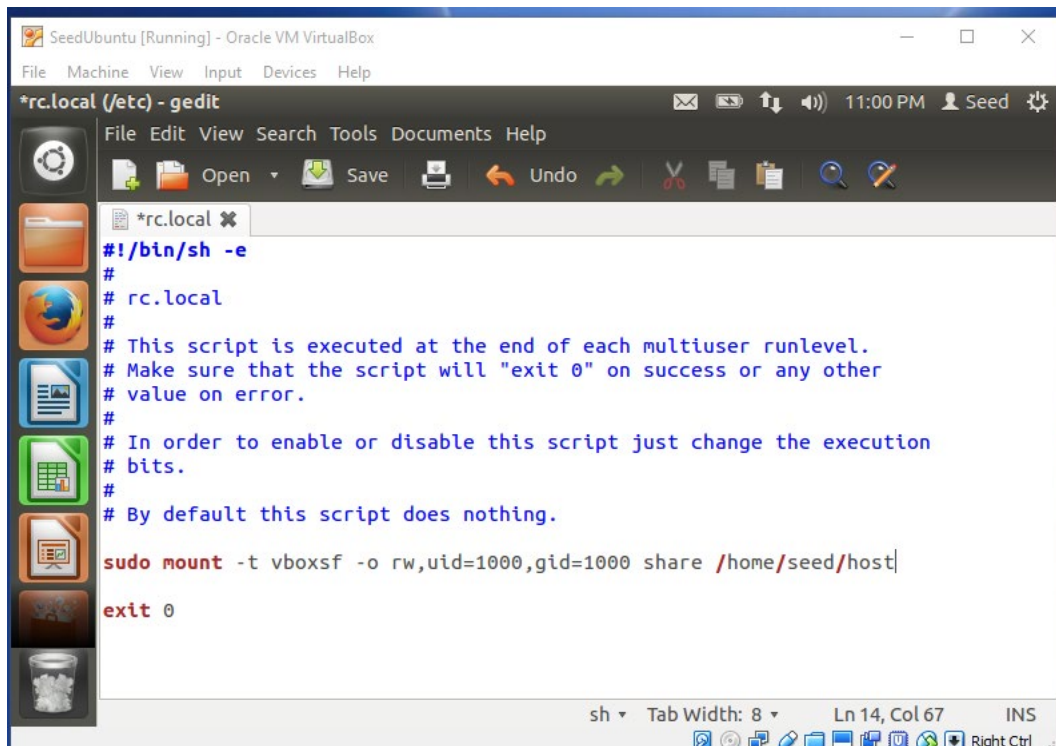 SeedUbuntu [Running] - Oracle VM VirtualBox
File Machine View Input Devices Help
*rc.local (/etc) - gedit 11:00 PM Seed
File Edit View Search Tools Documents Help
Open Save Undo
*rc.local
#!/bin/sh -e
#
# rc.local
#
# This script is executed at the end of each multiuser runlevel.
# Make sure that the script will "exit 0" on success or any other
# value on error.
#
# In order to enable or disable this script just change the execution
# bits.
#
# By default this script does nothing.
sudo mount -t vboxsf -o rw,uid=1000,gid=1000 share /home/seed/host
exit 0
sh Tab Width: 8 Ln 14, Col 67 INS
Right Ctrl